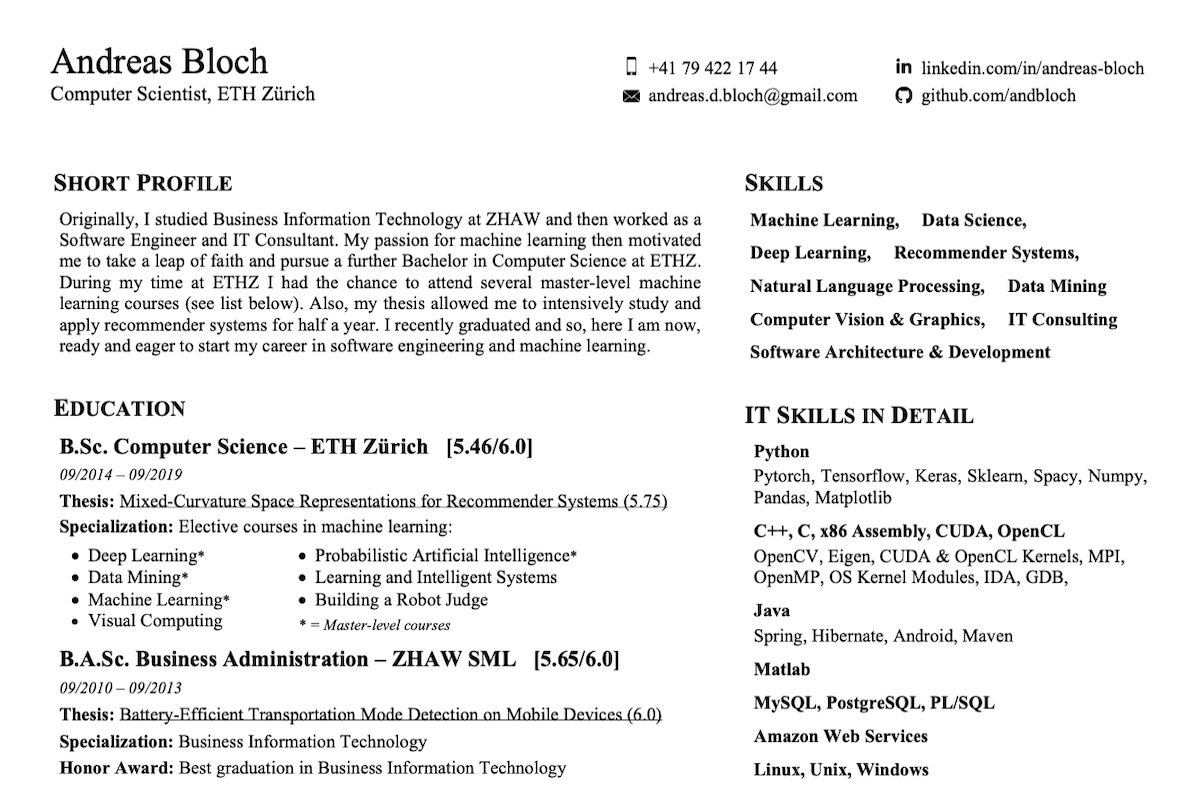 Andreas Bloch
Computer Scientist, ETH Zürich
+41 79 422 17 44
andreas.d.bloch@gmail.com
linkedin.com/in/andreas-bloch
github.com/andbloch
SHORT PROFILE
Originally, I studied Business Information Technology at ZHAW and then worked as a
Software Engineer and IT Consultant. My passion for machine learning then motivated
me to take a leap of faith and pursue a further Bachelor in Computer Science at ETHZ.
During my time at ETHZ I had the chance to attend several master-level machine
learning courses (see list below). Also, my thesis allowed me to intensively study and
apply recommender systems for half a year. I recently graduated and so, here I am now,
ready and eager to start my career in software engineering and machine learning.
EDUCATION
B.Sc. Computer Science – ETH Zürich [5.46/6.0]
09/2014 – 09/2019
Thesis: Mixed-Curvature Space Representations for Recommender Systems (5.75)
Specialization: Elective courses in machine learning:
• Deep Learning*
• Data Mining*
• Machine Learning*
• Visual Computing
• Probabilistic Artificial Intelligence*
• Learning and Intelligent Systems
• Building a Robot Judge
* = Master-level courses
B.A.Sc. Business Administration – ZHAW SML [5.65/6.0]
09/2010 – 09/2013
Thesis: Battery-Efficient Transportation Mode Detection on Mobile Devices (6.0)
Specialization: Business Information Technology
Honor Award: Best graduation in Business Information Technology
SKILLS
Machine Learning, Data Science,
Deep Learning, Recommender Systems,
Natural Language Processing, Data Mining
Computer Vision & Graphics, IT Consulting
Software Architecture & Development
IT SKILLS IN DETAIL
Python
Pytorch, Tensorflow, Keras, Sklearn, Spacy, Numpy,
Pandas, Matplotlib
C++, C, x86 Assembly, CUDA, OpenCL
OpenCV, Eigen, CUDA & OpenCL Kernels, MPI,
OpenMP, OS Kernel Modules, IDA, GDB,
Java
Spring, Hibernate, Android, Maven
Matlab
MySQL, PostgreSQL, PL/SQL
Amazon Web Services
Linux, Unix, Windows